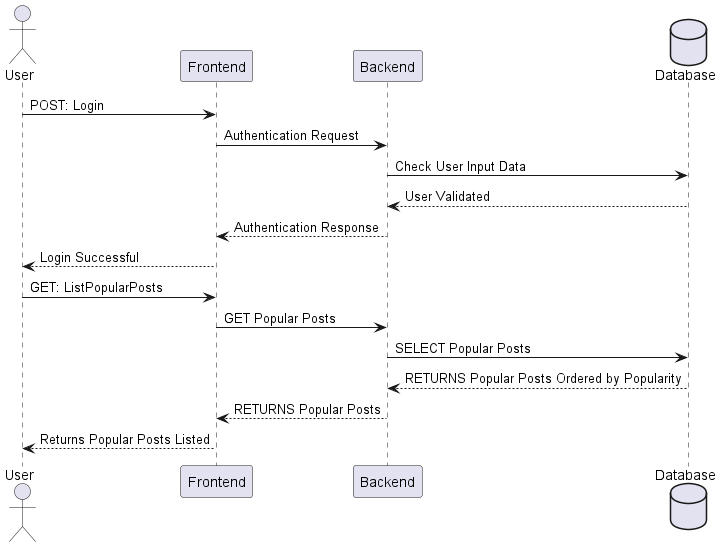 User
Frontend
Backend
Database
POST: Login
Authentication Request
Check User Input Data
User Validated
Authentication Response
Login Successful
GET: ListPopularPosts
GET Popular Posts
SELECT Popular Posts
RETURNS Popular Posts Ordered by Popularity
RETURNS Popular Posts
Returns Popular Posts Listed
User
Frontend
Backend
Database